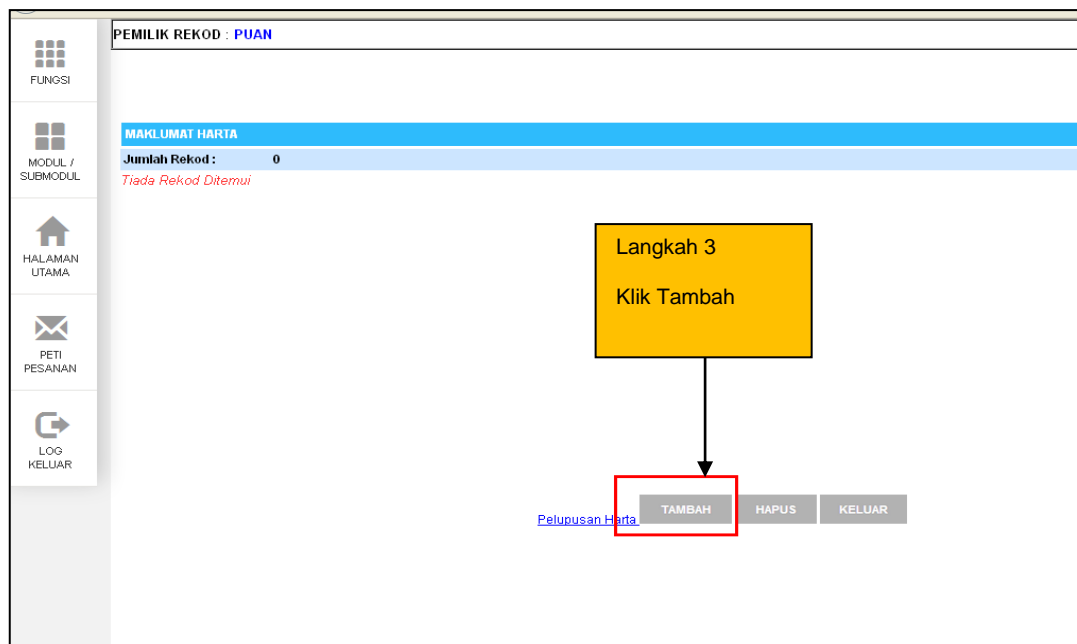 PEMILIK REKOD : PUAN
FUNGSI
MODUL /
SUBMODUL
HALAMAN
UTAMA
PETI
PESANAN
LOG
KELUAR
MAKLUMAT HARTA
Jumlah Rekod : 0
Tiada Rekod Ditemui
Langkah 3
Klik Tambah
Pelupusan Harta TAMBAH HAPUS KELUAR